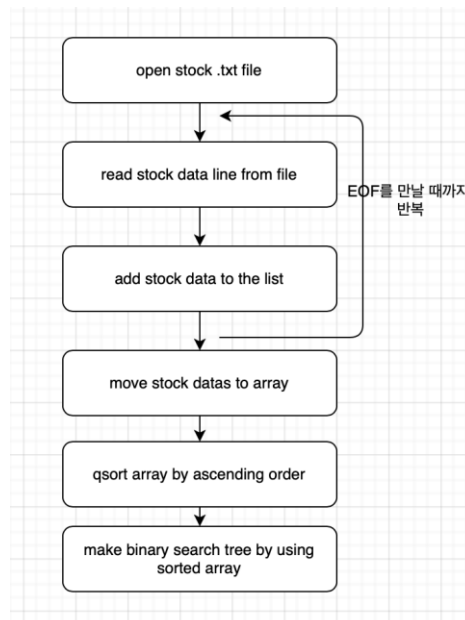 open stock .txt file
read stock data line from file
EOF를 만날 때까지
반복
add stock data to the list
move stock datas to array
qsort array by ascending order
make binary search tree by using
sorted array